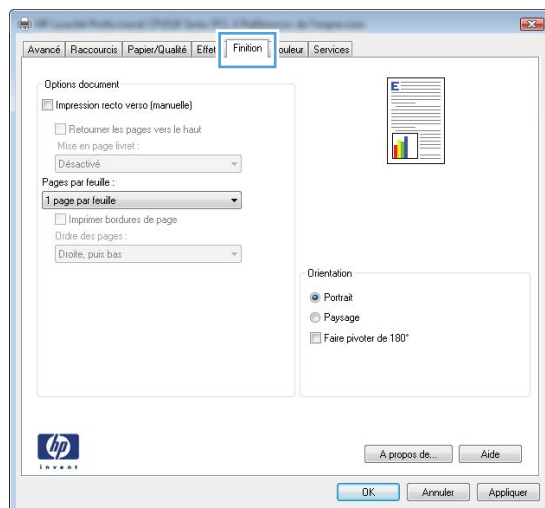 Avancé Raccourcis Papier/Qualité Effet Finition ouleur Services
Options document
Impression recto verso (manuelle)
Retourner les pages vers le haut
Mise en page livret :
Désactivé
Pages par feuille :
1 page par feuille
Imprimer bordures de page
Ordre des pages :
Droite, puis bas
E
Orientation
Portrait
Paysage
Faire pivoter de 180°
hp
invent
A propos de... Aide
OK Annuler Appliquer